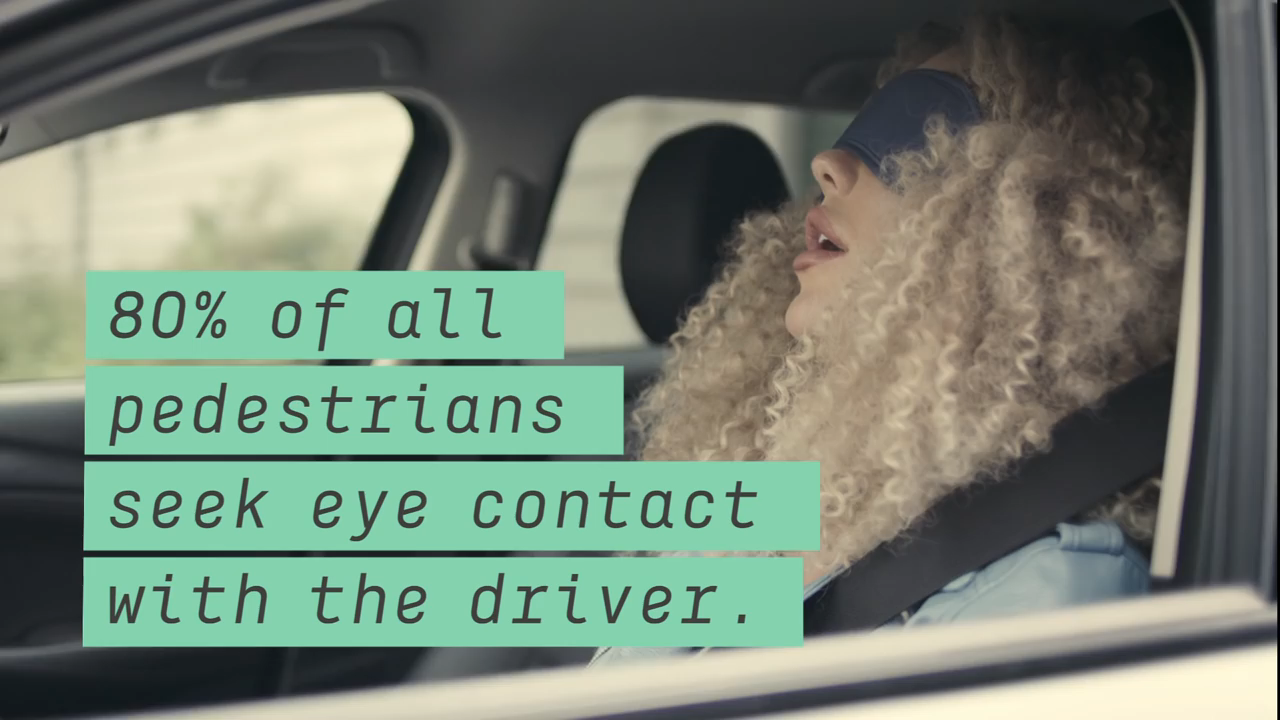 80% of all
pedestrians
seek eye contact
with the driver.